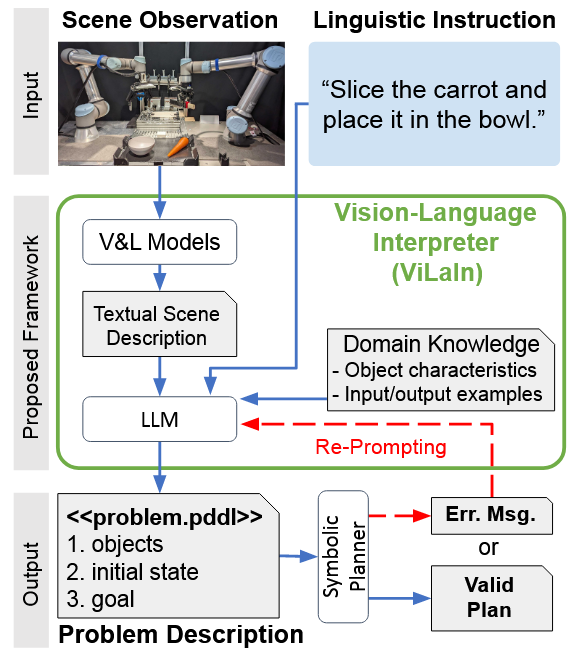 Scene Observation
Linguistic Instruction
Input
“Slice the carrot and
place it in the bowl.”
Proposed Framework
Vision-Language
Interpreter
(ViLaIn)
V&L Models
Textual Scene
Description
Domain Knowledge
- Object characteristics
- Input/output examples
LLM
Re-Prompting
Output
<<problem.pddl>>
1. objects
2. initial state
3. goal
Symbolic
Planner
Err. Msg.
or
Valid
Plan
Problem Description